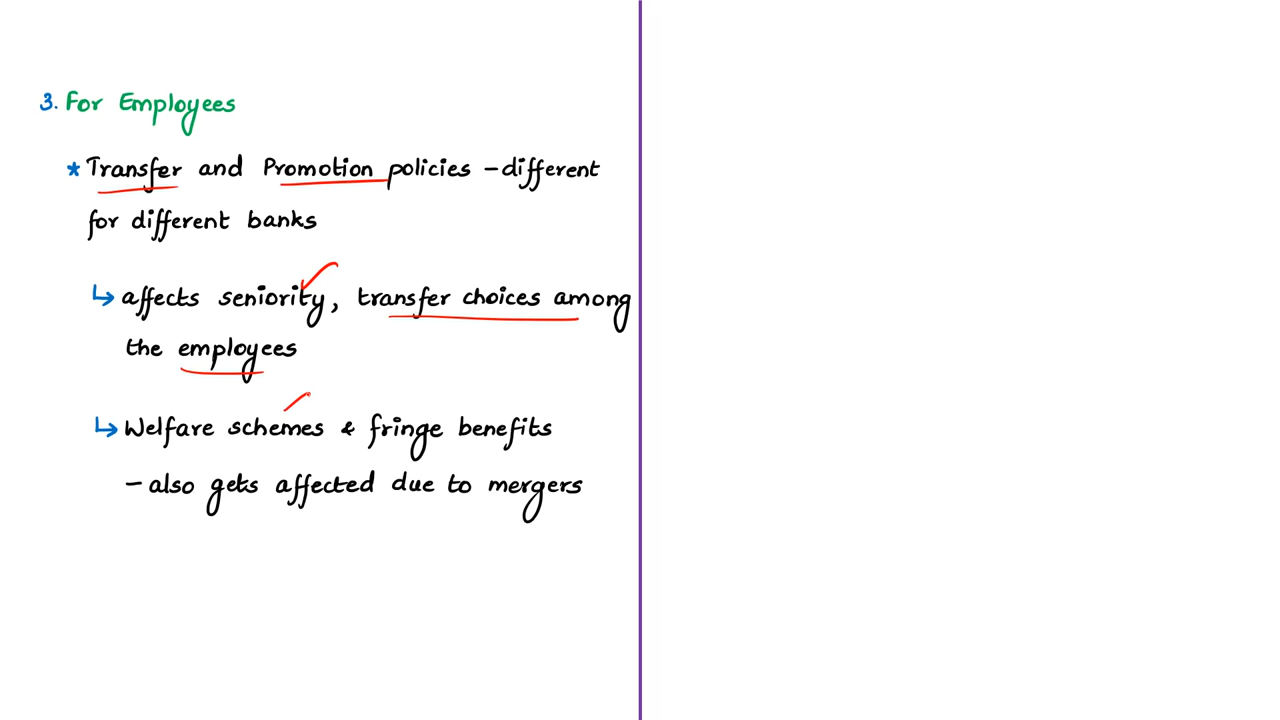 3. For Employees
* Transfer and Promotion policies - different
for different banks
↳ affects seniority, transfer choices among
the employees
↳ Welfare schemes & fringe benefits
- also gets affected due to mergers